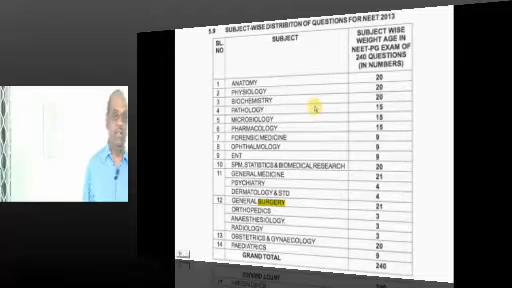 5.9 SUBJECT-WISE DISTRIBITON OF QUESTIONS FOR NEET 2013
SL. NO SUBJECT SUBJECT WISE WEIGHT AGE IN NEET-PG EXAM OF 240 QUESTIONS (IN NUMBERS)
1 ANATOMY 20
2 PHYSIOLOGY 20
3 BIOCHEMISTRY 20
4 PATHOLOGY 15
5 MICROBIOLOGY 15
6 PHARMACOLOGY 15
7 FORENSIC MEDICINE 9
8 OPHTHALMOLOGY 9
9 ENT 9
10 SPM, STATISTICS & BIOMEDICAL RESEARCH 20
11 GENERAL MEDICINE 21
PSYCHIATRY 4
DERMATOLOGY & STD 4
12 GENERAL SURGERY 21
ORTHOPEDICS 3
ANAESTHESIOLOGY 3
RADIOLOGY 3
13 OBSTETRICS & GYNAECOLOGY 20
14 PAEDIATRICS 9
GRAND TOTAL 240